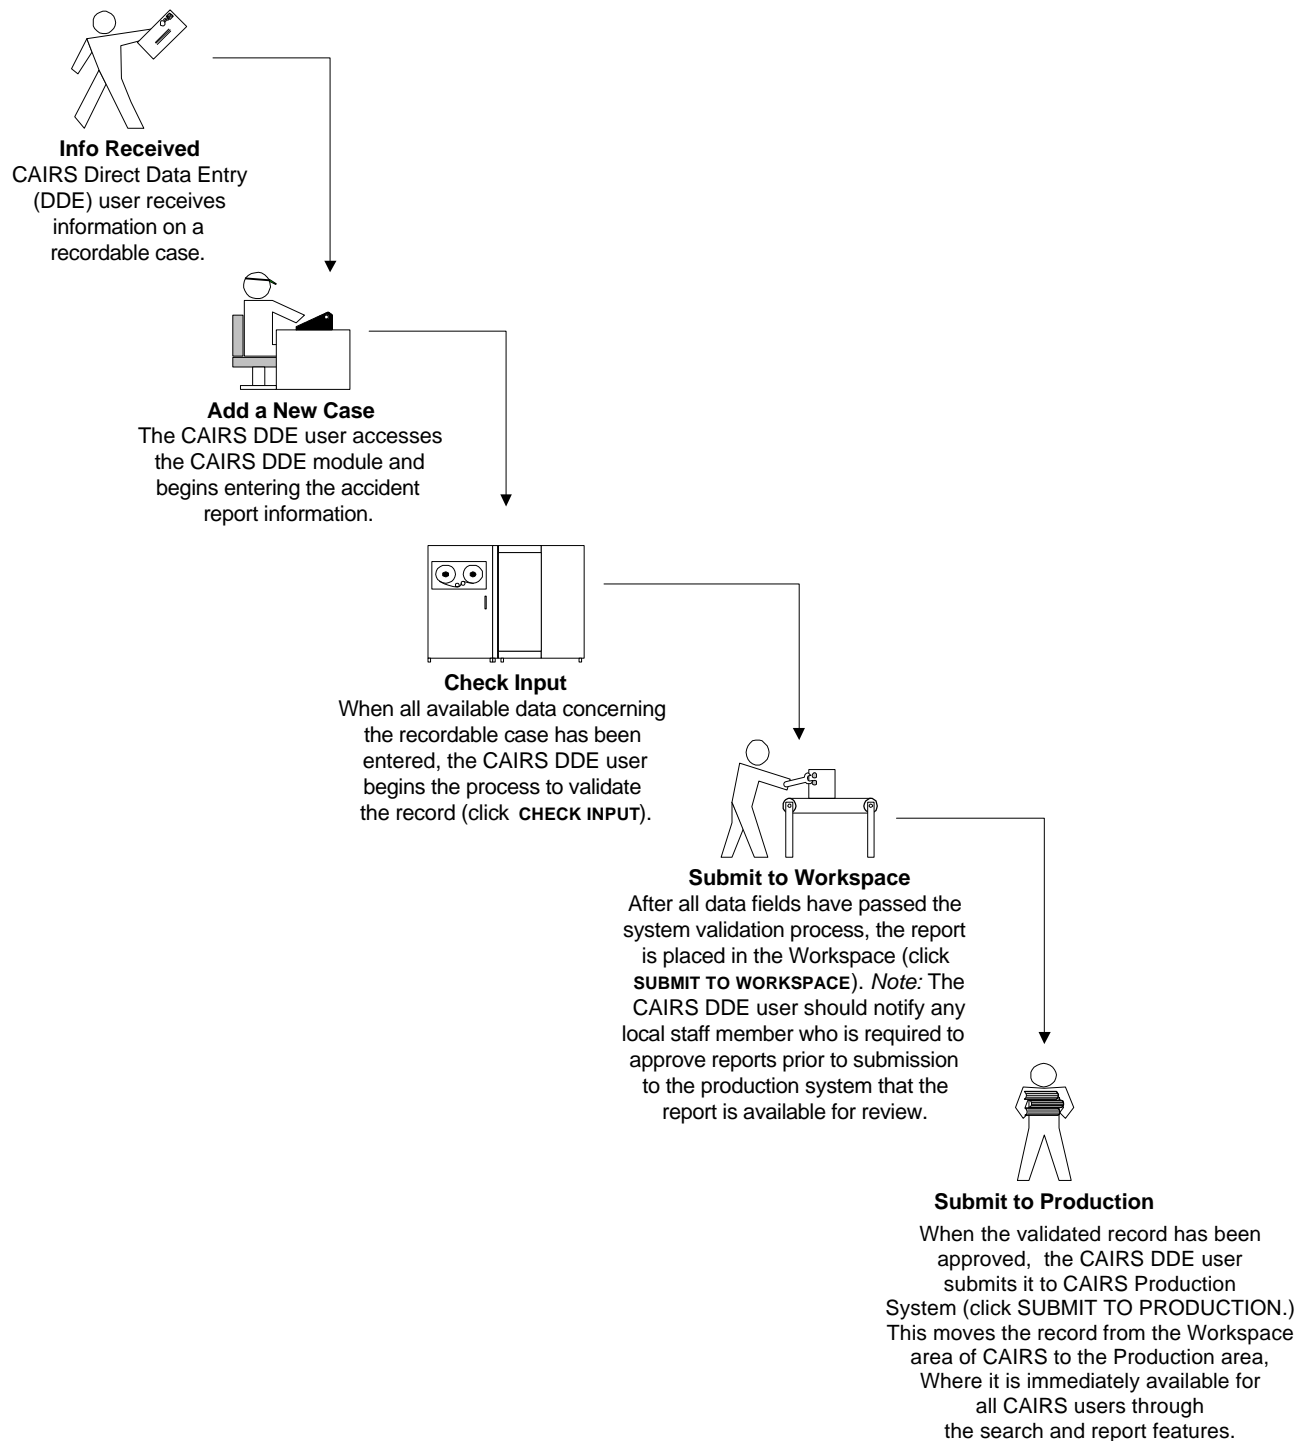 Info Received
CAIRS Direct Data Entry
(DDE) user receives
information on a
recordable case.
Add a New Case
The CAIRS DDE user accesses
the CAIRS DDE module and
begins entering the accident
report information.
Check Input
When all available data concerning
the recordable case has been
entered, the CAIRS DDE user
begins the process to validate
the record (click CHECK INPUT).
Submit to Workspace
After all data fields have passed the
system validation process, the report
is placed in the Workspace (click
SUBMIT TO WORKSPACE). Note: The
CAIRS DDE user should notify any
local staff member who is required to
approve reports prior to submission
to the production system that the
report is available for review.
Submit to Production
When the validated record has been
approved, the CAIRS DDE user
submits it to CAIRS Production
System (click SUBMIT TO PRODUCTION.)
This moves the record from the Workspace
area of CAIRS to the Production area,
Where it is immediately available for
all CAIRS users through
the search and report features.